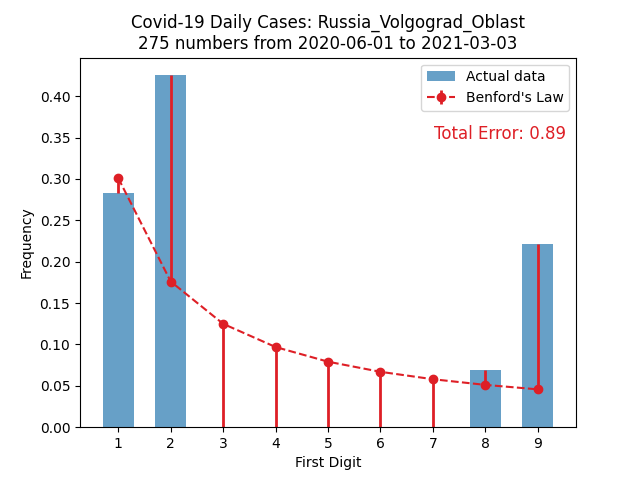 Covid-19 Daily Cases: Russia_Volgograd_Oblast
275 numbers from 2020-06-01 to 2021-03-03
Actual data
Benford's Law
Total Error: 0.89
0.40
0.35
0.30
0.25
0.20
0.15
0.10
0.05
0.00
Frequency
1 2 3 4 5 6 7 8 9
First Digit